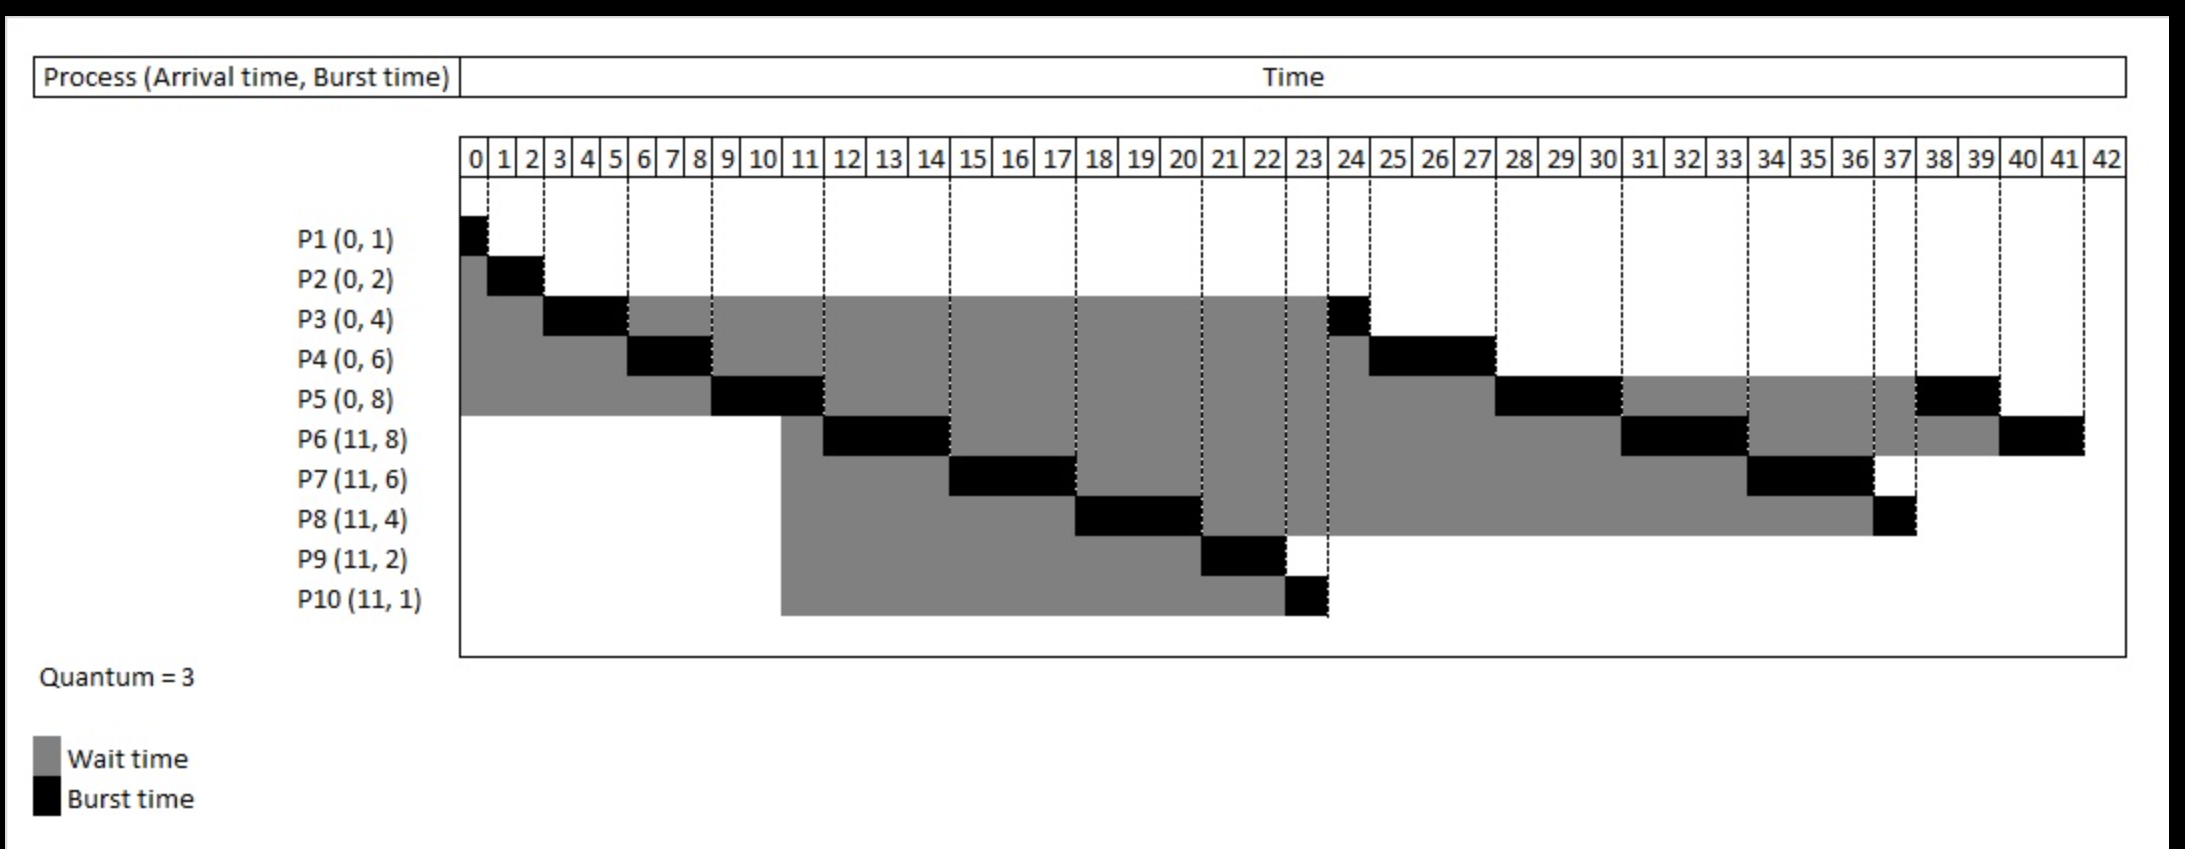 Process (Arrival time, Burst time) Time
0 1 2 3 4 5 6 7 8 9 10 11 12 13 14 15 16 17 18 19 20 21 22 23 24 25 26 27 28 29 30 31 32 33 34 35 36 37 38 39 40 41 42
P1 (0, 1)
P2 (0, 2)
P3 (0, 4)
P4 (0, 6)
P5 (0, 8)
P6 (11, 8)
P7 (11, 6)
P8 (11, 4)
P9 (11, 2)
P10 (11, 1)
Quantum = 3
Wait time
Burst time